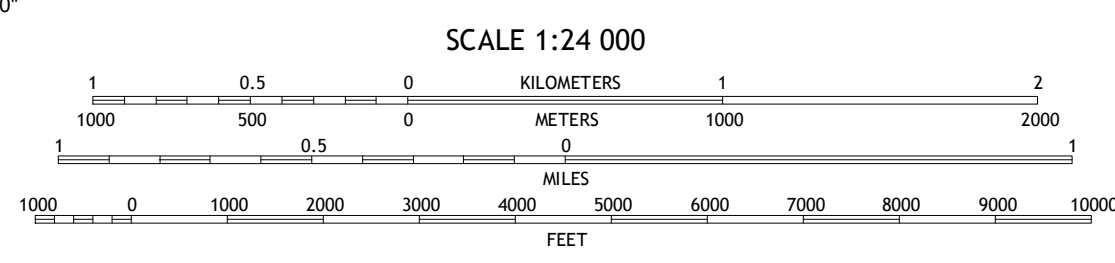 0"
SCALE 1:24 000
1 0.5 0 KILOMETERS 1 2
1000 500 0 METERS 1000 2000
1 0.5 0 1
MILES
1000 0 1000 2000 3000 4000 5000 6000 7000 8000 9000 10000
FEET